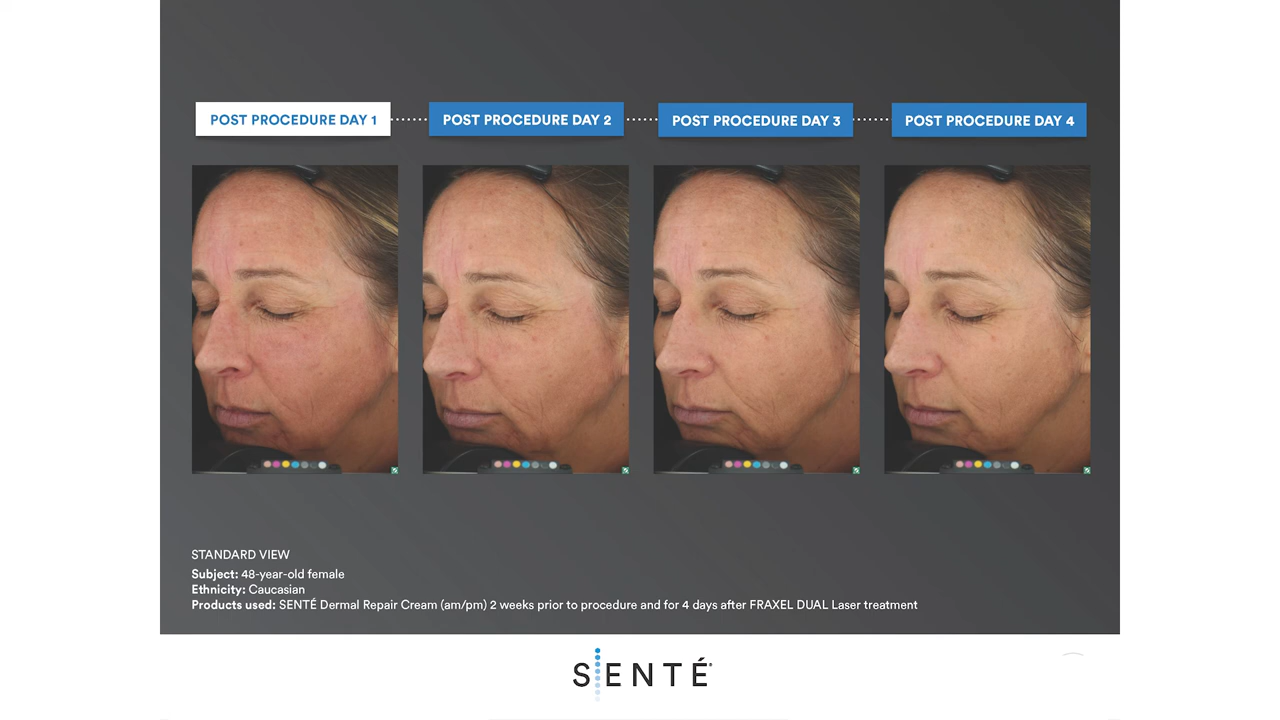 POST PROCEDURE DAY 1
POST PROCEDURE DAY 2
POST PROCEDURE DAY 3
POST PROCEDURE DAY 4
STANDARD VIEW
Subject: 48-year-old female
Ethnicity: Caucasian
Products used: SENTÉ Dermal Repair Cream (am/pm) 2 weeks prior to procedure and for 4 days after FRAXEL DUAL Laser treatment
SENTÉ